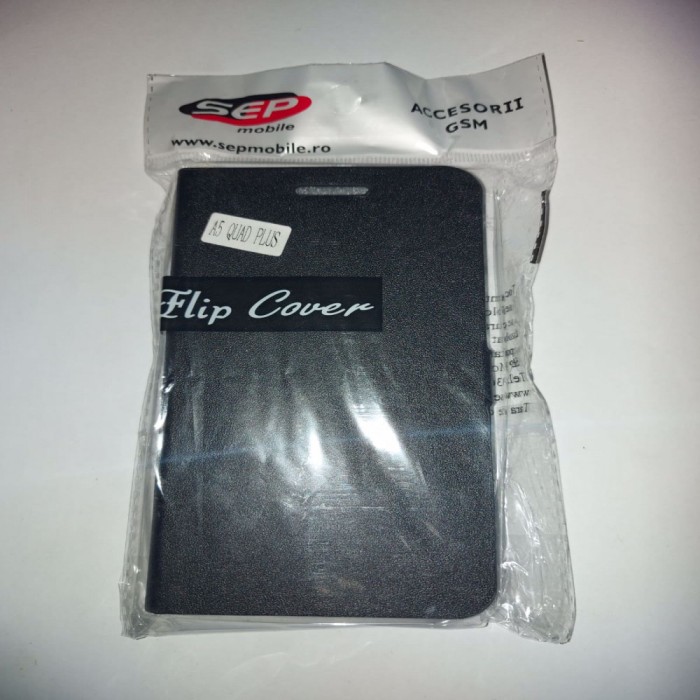 SEP
mobile
www.sepmobile.ro
ACCESORII
GSM
A5 QUAD PLUS
Flip Cover